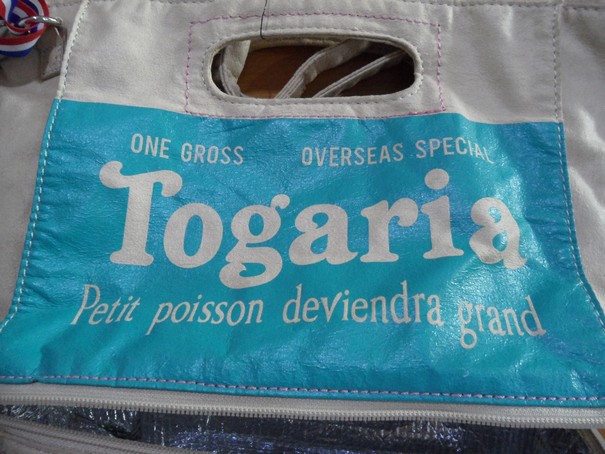 ONE GROSS OVERSEAS SPECIAL
Togaria
Petit poisson deviendra grand